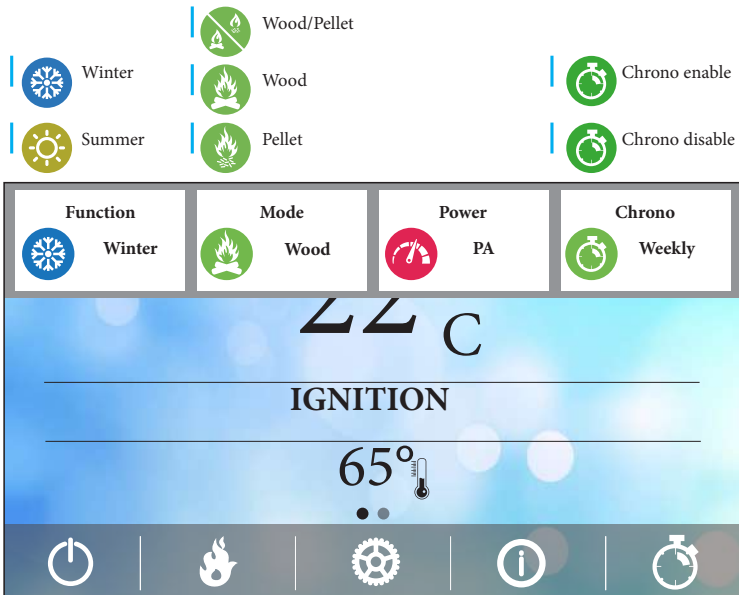 Wood/Pellet
Winter
Wood
Chrono enable
Summer
Pellet
Chrono disable
Function
Mode
Power
Chrono
Winter
Wood
PA
Weekly
22 C
IGNITION
65°